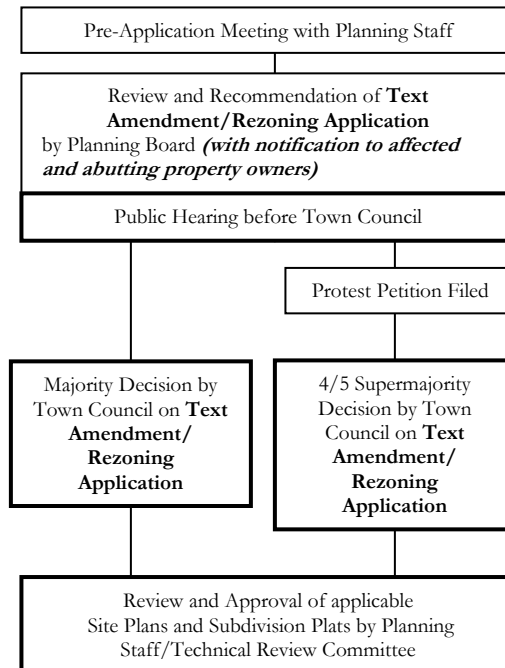 Pre-Application Meeting with Planning Staff
Review and Recommendation of Text
Amendment/Rezoning Application
by Planning Board (with notification to affected
and abutting property owners)
Public Hearing before Town Council
Protest Petition Filed
Majority Decision by
Town Council on Text
Amendment/
Rezoning
Application
4/5 Supermajority
Decision by Town
Council on Text
Amendment/
Rezoning
Application
Review and Approval of applicable
Site Plans and Subdivision Plats by Planning
Staff/Technical Review Committee